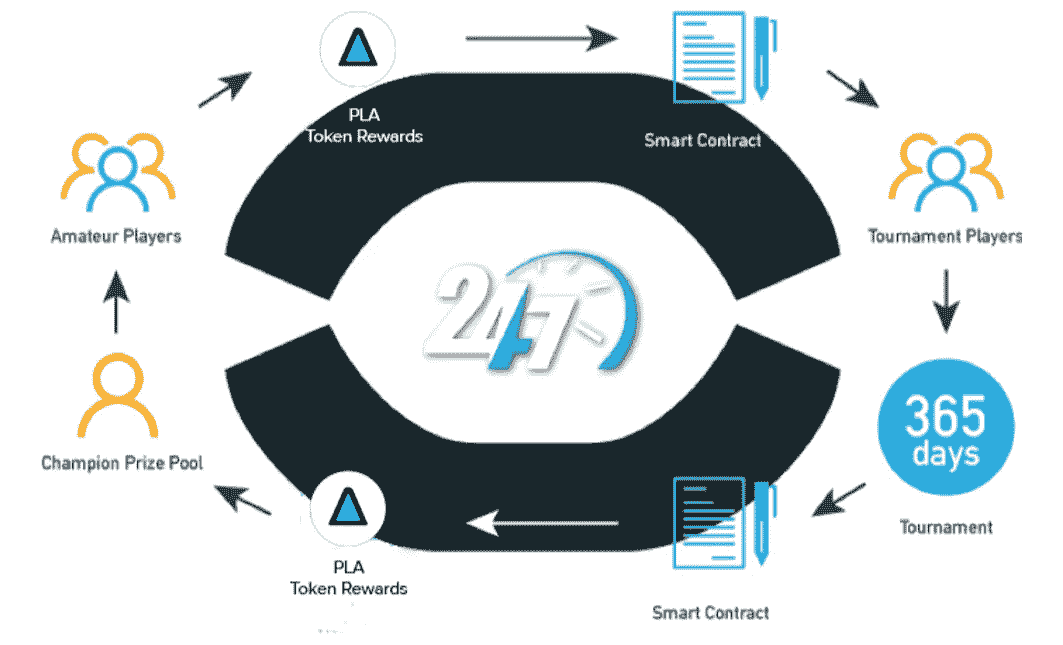 PLA
Token Rewards
Smart Contract
Amateur Players
Tournament Players
24-7
Champion Prize Pool
365
days
Tournament
PLA
Token Rewards
Smart Contract